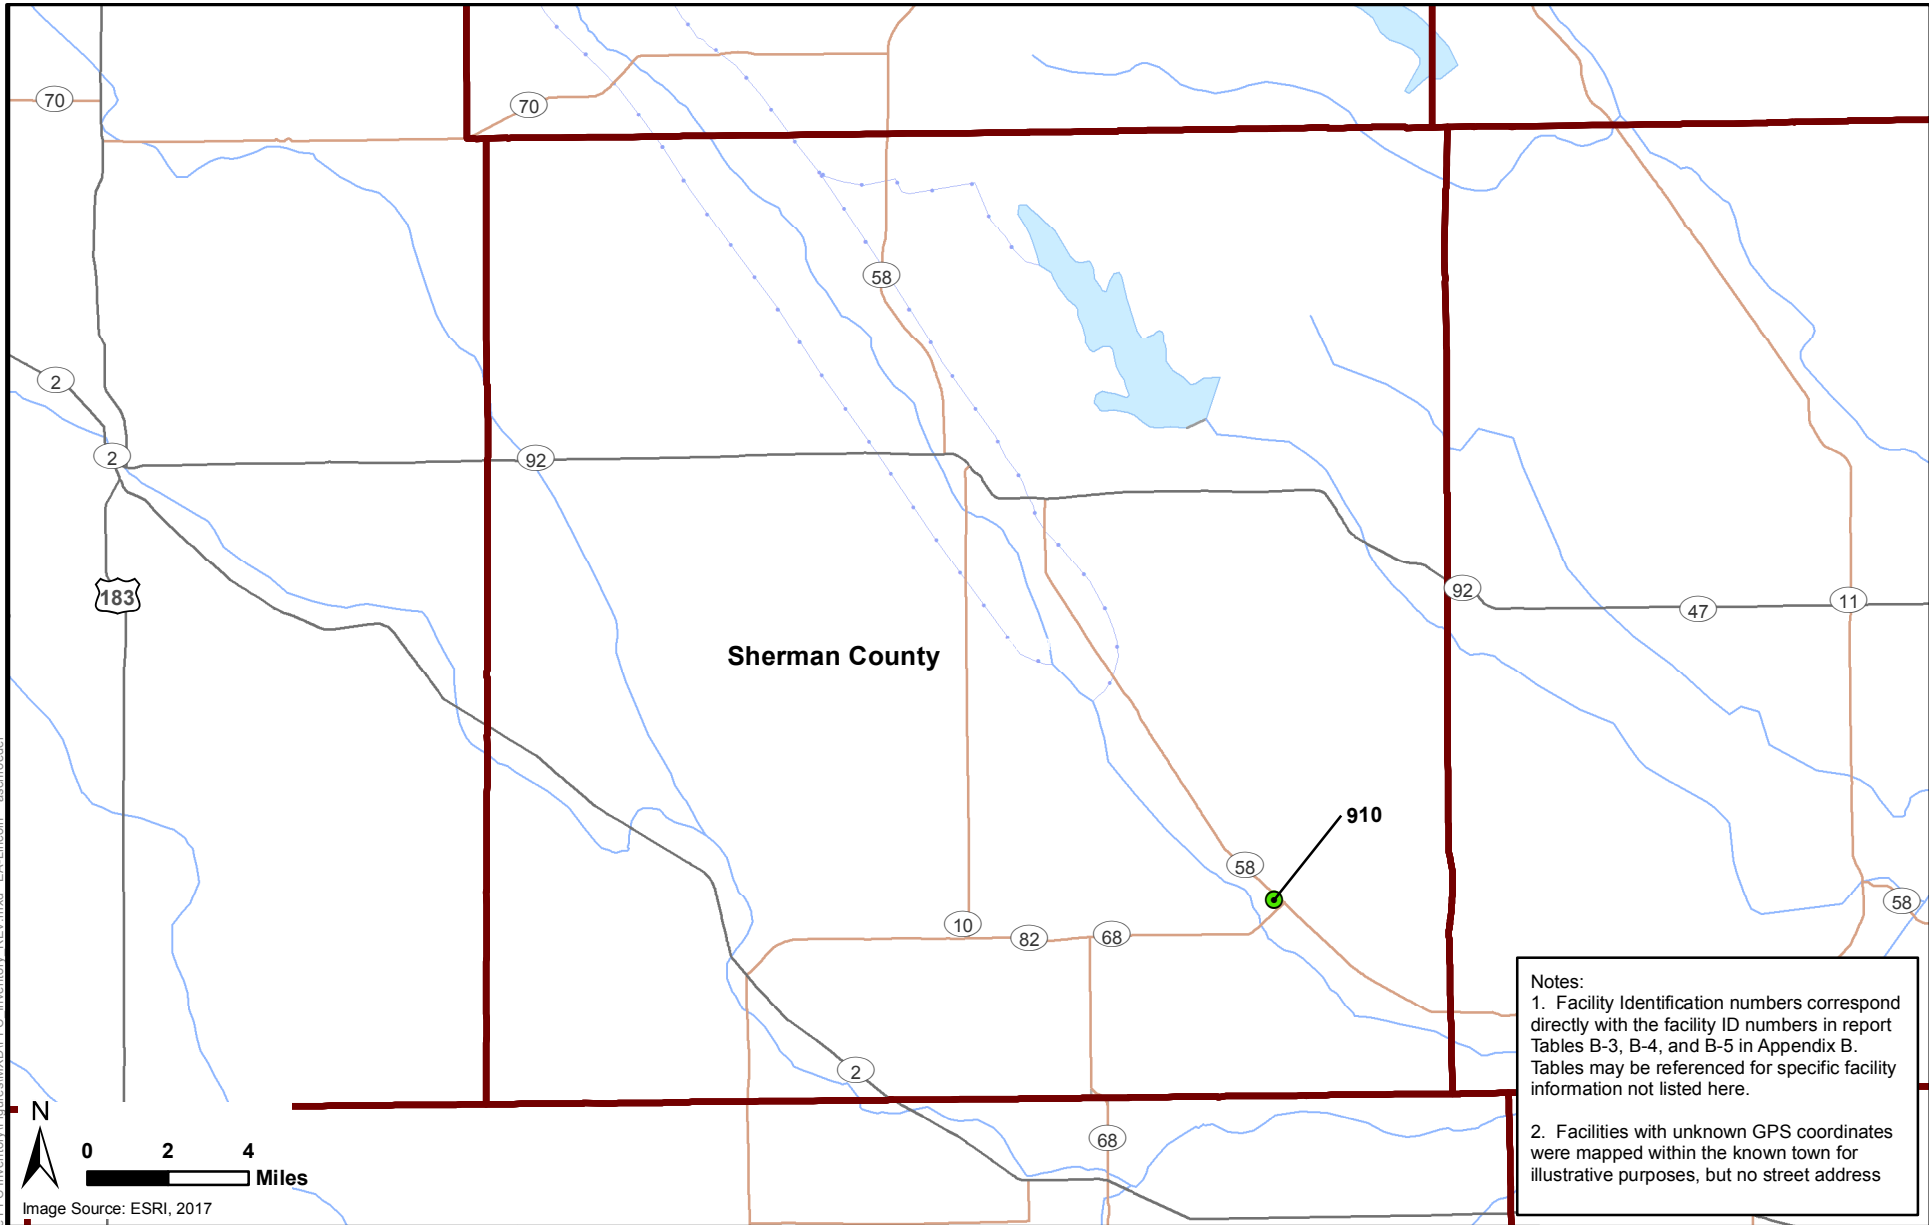 70
70
58
2
2
92
183
92
47
11
Sherman County
910
58
58
10
82
68
2
68
N
0 2 4
Miles
Image Source: ESRI, 2017
Notes:
1. Facility Identification numbers correspond
directly with the facility ID numbers in report
Tables B-3, B-4, and B-5 in Appendix B.
Tables may be referenced for specific facility
information not listed here.
2. Facilities with unknown GPS coordinates
were mapped within the known town for
illustrative purposes, but no street address